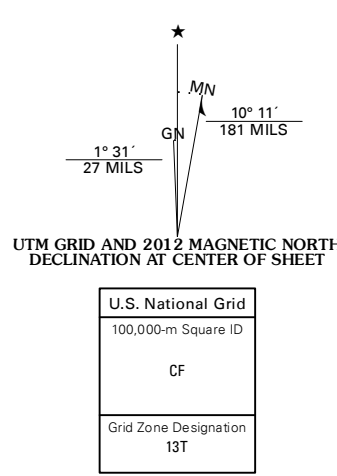 ★
MN
GN
10° 11´
181 MILS
1° 31´
27 MILS
UTM GRID AND 2012 MAGNETIC NORTH
DECLINATION AT CENTER OF SHEET
U.S. National Grid
100,000-m Square ID
CF
Grid Zone Designation
13T